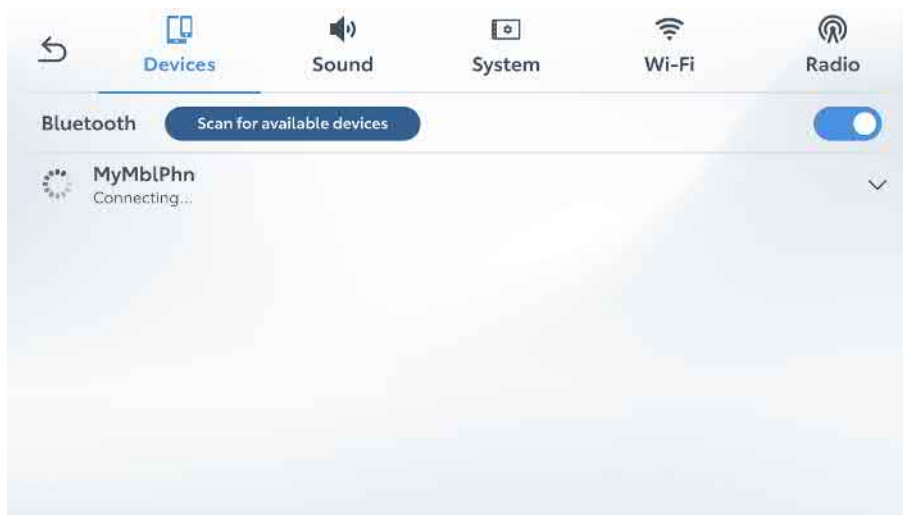 Devices
Sound
System
Wi-Fi
Radio
Bluetooth
Scan for available devices
MyMblPhn
Connecting...